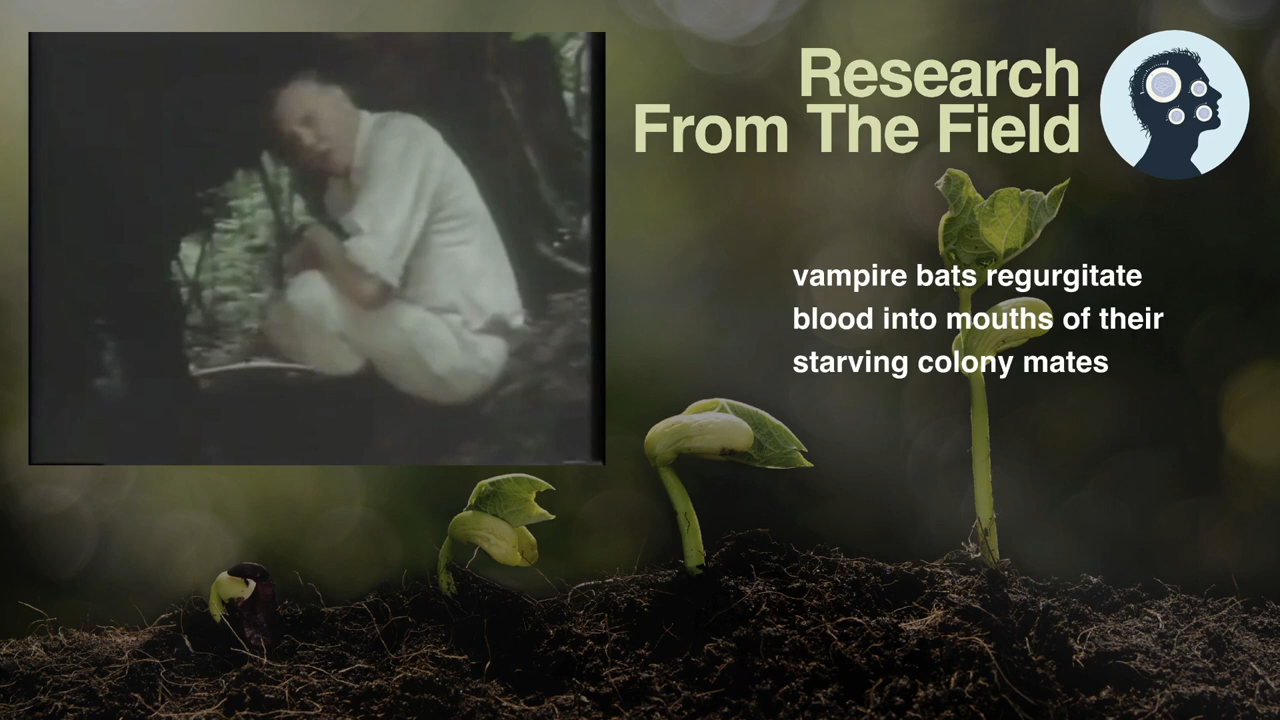 Research
From The Field
vampire bats regurgitate
blood into mouths of their
starving colony mates